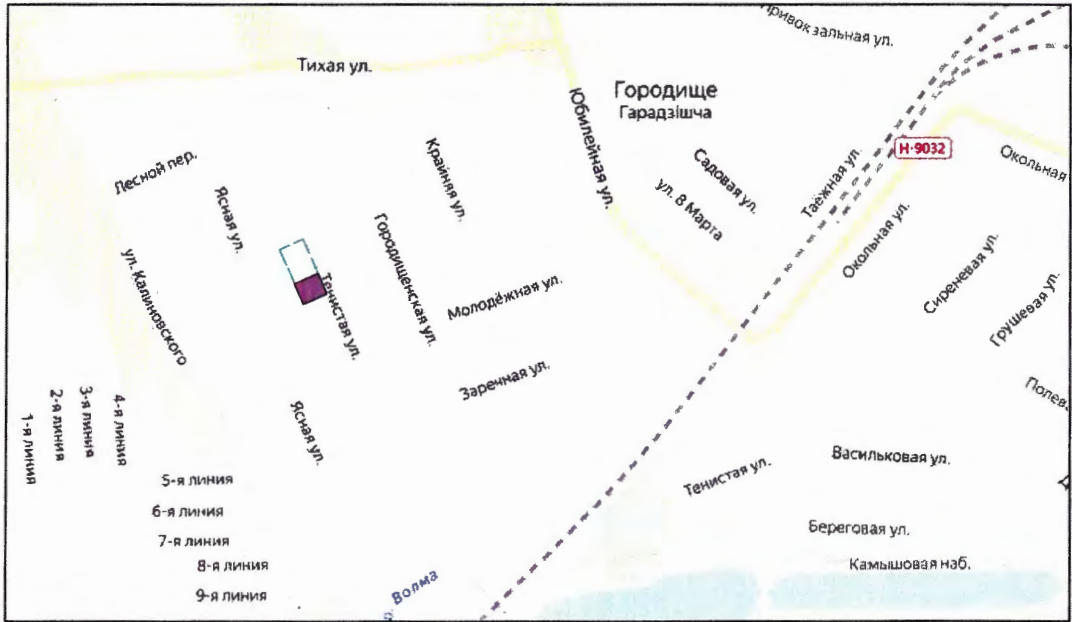 Привокзальная ул.
Тихая ул.
Городище
Гарадзішча
Юбилейная ул.
Н-9032
Окольная
Крайняя ул.
Садовая ул.
Таёжная ул.
Лесной пер.
ул. 8 Марта
Ясная ул.
Городищенская ул.
Окольная ул.
Сиреневая ул.
ул. Калиновского
Тенистая ул.
Молодёжная ул.
Грушевая ул.
Заречная ул.
Полев
1-я линия
2-я линия
3-я линия
4-я линия
Ясная ул.
Васильковая ул.
Тенистая ул.
5-я линия
6-я линия
Береговая ул.
7-я линия
8-я линия
Камышовая наб.
9-я линия
р. Волма